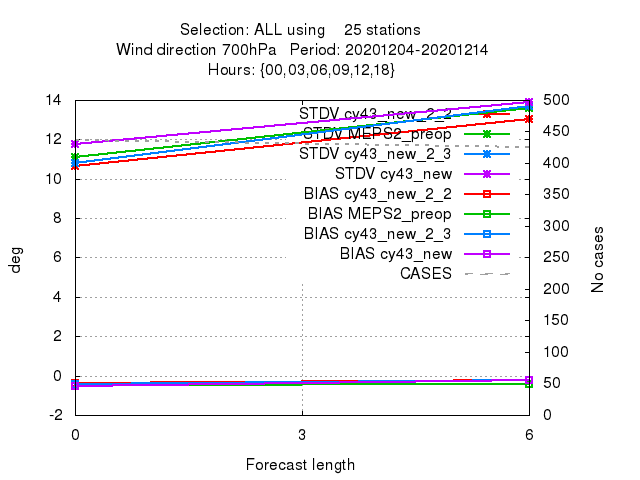 Selection: ALL using    25 stations
Wind direction 700hPa   Period: 20201204-20201214
Hours: {00,03,06,09,12,18}
14
12
10
8
6
4
2
0
-2
deg
STDV cy43_new_2_2
STDV MEPS2_preop
STDV cy43_new_2_3
STDV cy43_new
BIAS cy43_new_2_2
BIAS MEPS2_preop
BIAS cy43_new_2_3
BIAS cy43_new
CASES
500
450
400
350
300
250
200
150
100
50
0
No cases
0
3
6
Forecast length